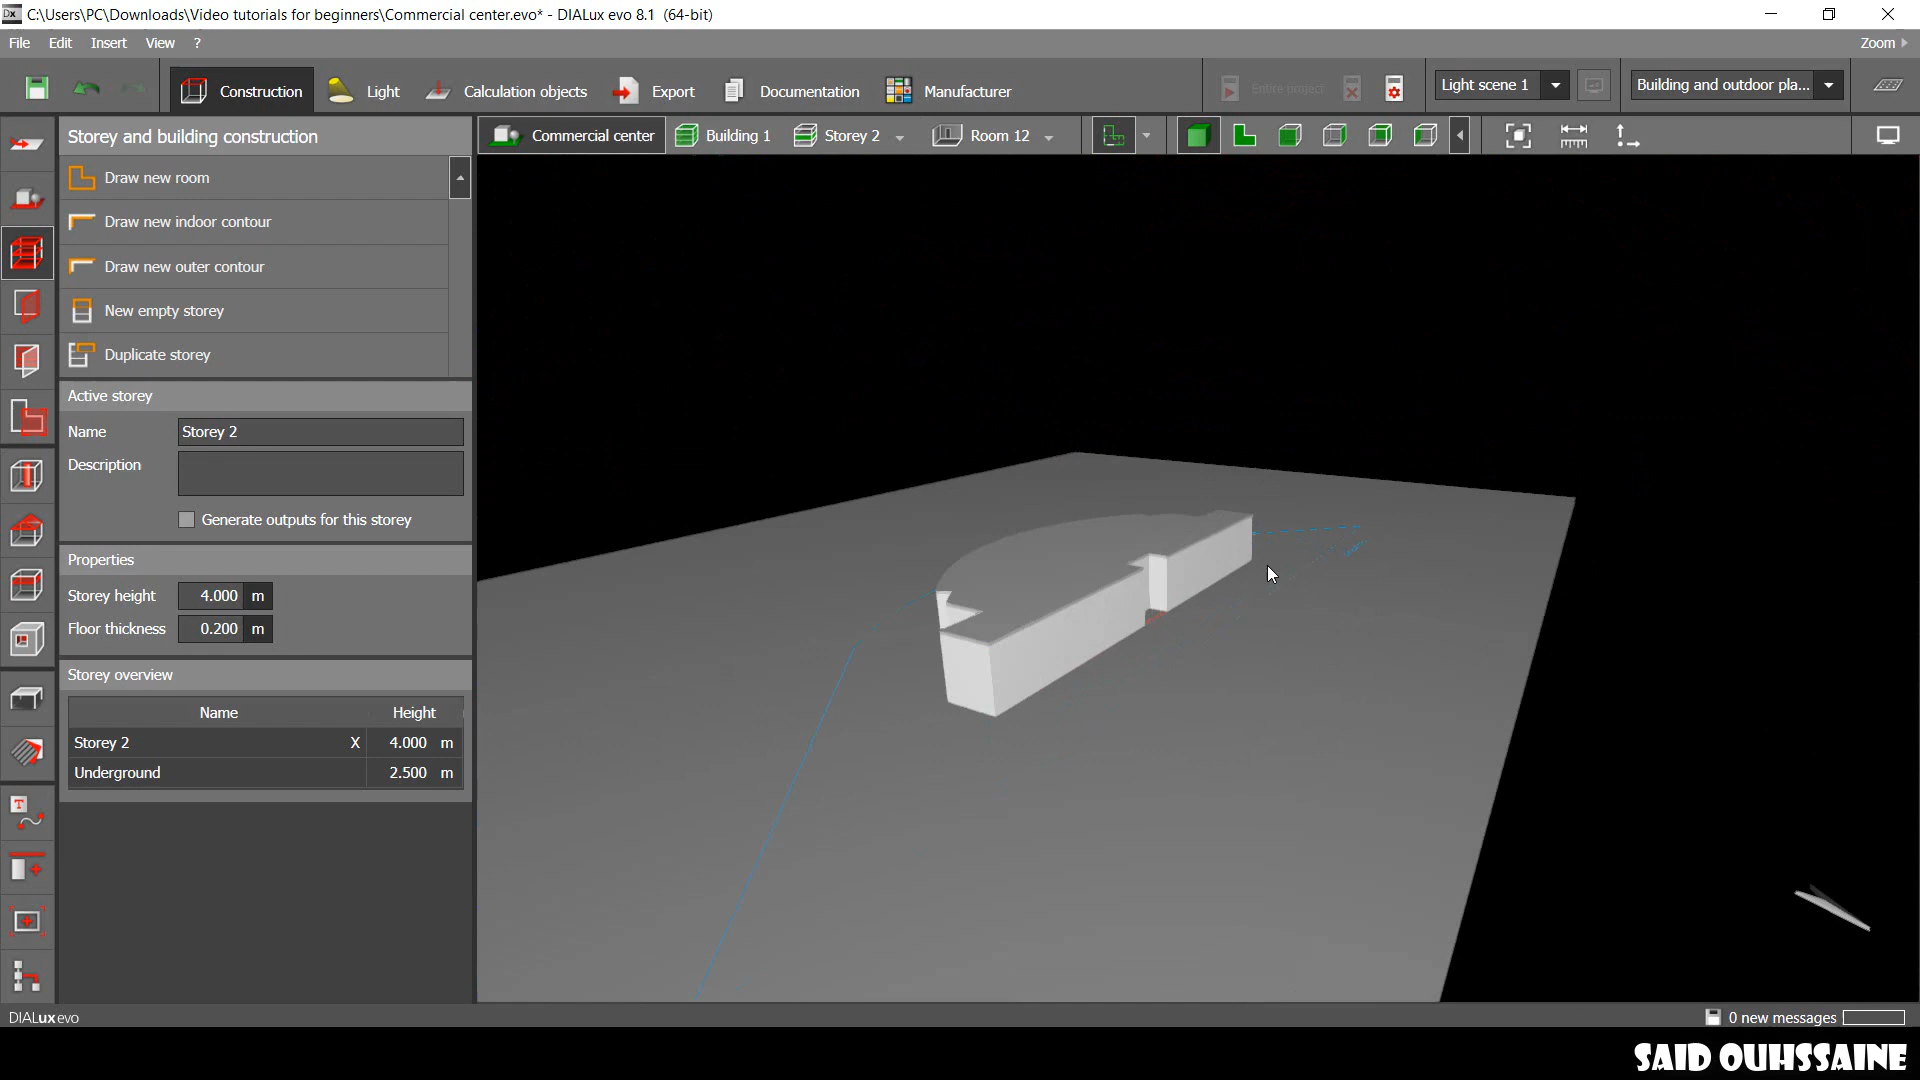 C:\Users\PC\Downloads\Video tutorials for beginners\Commercial center.evo* - DIALux evo 8.1 (64-bit)
File Edit Insert View ? Zoom
Construction Light Calculation objects Export Documentation Manufacturer Entire project Light scene 1 Building and outdoor pla...
Storey and building construction
Commercial center Building 1 Storey 2 Room 12
Draw new room
Draw new indoor contour
Draw new outer contour
New empty storey
Duplicate storey
Active storey
Name Storey 2
Description
Generate outputs for this storey
Properties
Storey height 4.000 m
Floor thickness 0.200 m
Storey overview
Name Height
Storey 2 X 4.000 m
Underground 2.500 m
DIALux evo
0 new messages
SAID OUHSSAINE